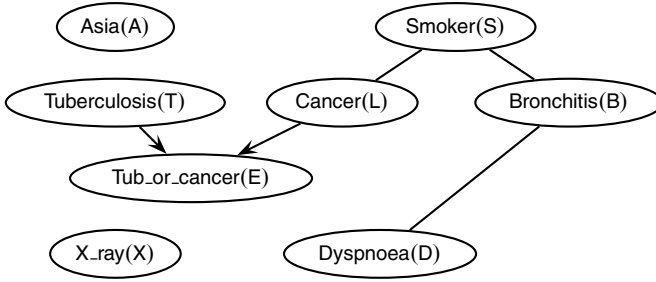 Asia(A)
Smoker(S)
Tuberculosis(T)
Cancer(L)
Bronchitis(B)
Tub_or_cancer(E)
X_ray(X)
Dyspnoea(D)